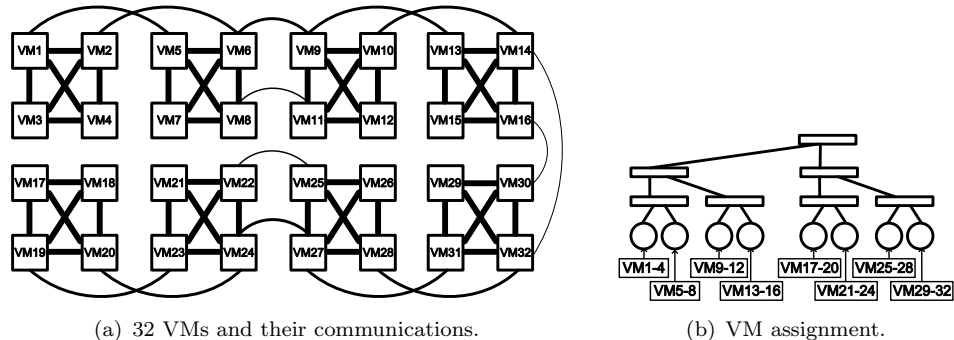 VM1 VM2 VM5 VM6 VM9 VM10 VM13 VM14
VM3 VM4 VM7 VM8 VM11 VM12 VM15 VM16
VM17 VM18 VM21 VM22 VM25 VM26 VM29 VM30
VM19 VM20 VM23 VM24 VM27 VM28 VM31 VM32
(a) 32 VMs and their communications.
VM1-4 VM9-12 VM17-20 VM25-28
VM5-8 VM13-16 VM21-24 VM29-32
(b) VM assignment.